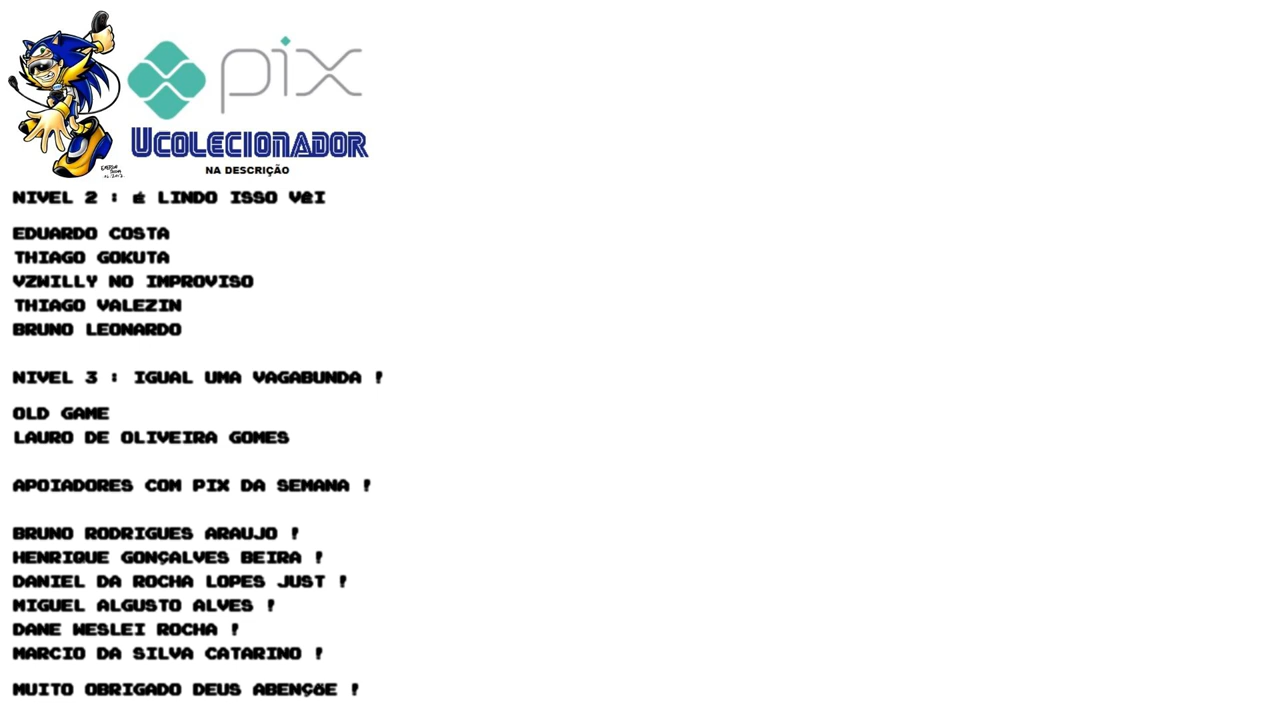 pix
UCOLECIONADOR
NA DESCRIÇÃO
NIVEL 2 : É LINDO ISSO VÊI
EDUARDO COSTA
THIAGO GOKUTA
VZWILLY NO IMPROVISO
THIAGO VALEZIN
BRUNO LEONARDO
NIVEL 3 : IGUAL UMA VAGABUNDA !
OLD GAME
LAURO DE OLIVEIRA GOMES
APOIADORES COM PIX DA SEMANA !
BRUNO RODRIGUES ARAUJO !
HENRIQUE GONÇALVES BEIRA !
DANIEL DA ROCHA LOPES JUST !
MIGUEL ALGUSTO ALVES !
DANE WESLEI ROCHA !
MARCIO DA SILVA CATARINO !
MUITO OBRIGADO DEUS ABENÇÕE !